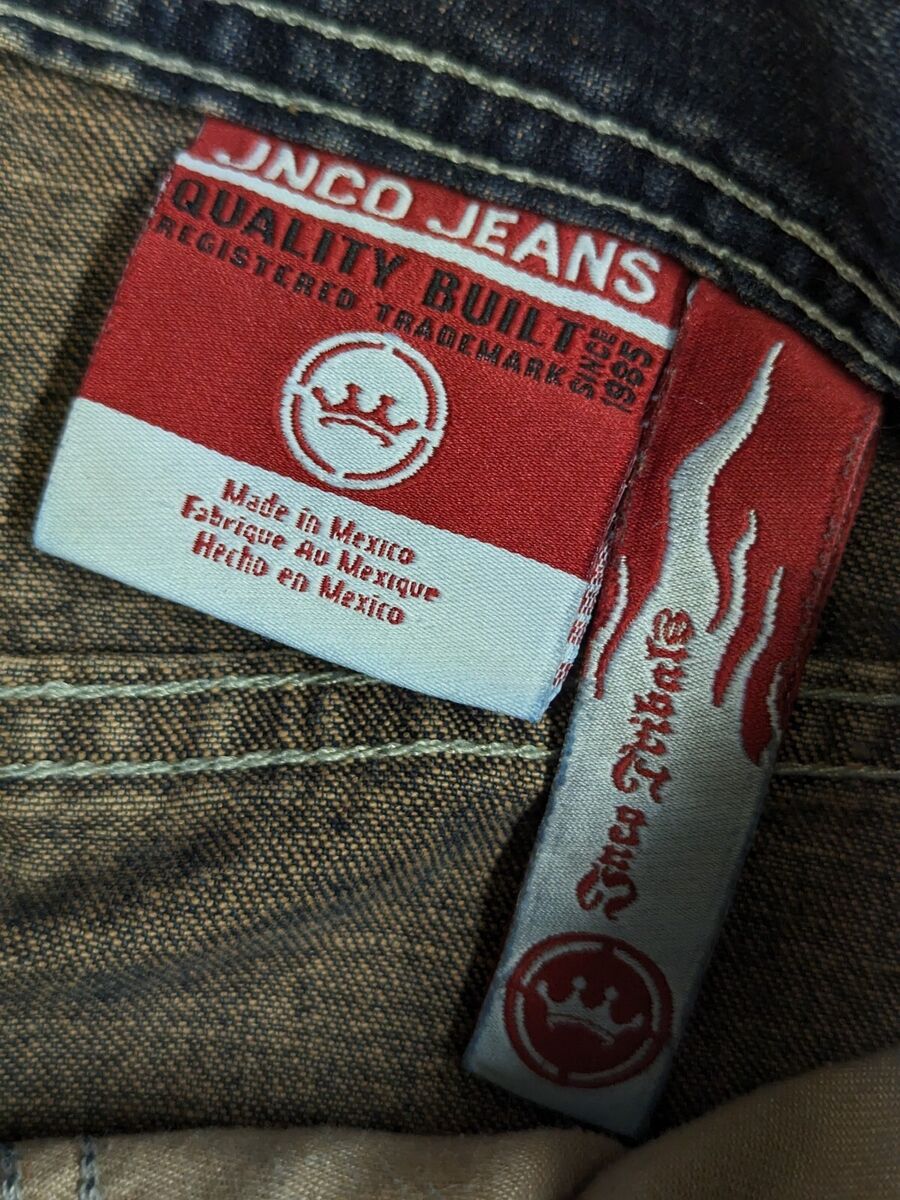 JNCO JEANS
QUALITY BUILT
REGISTERED TRADEMARK
SINCE
1985
Made in Mexico
Fabrique Au Mexique
Hecho en Mexico
Jnco Tribals